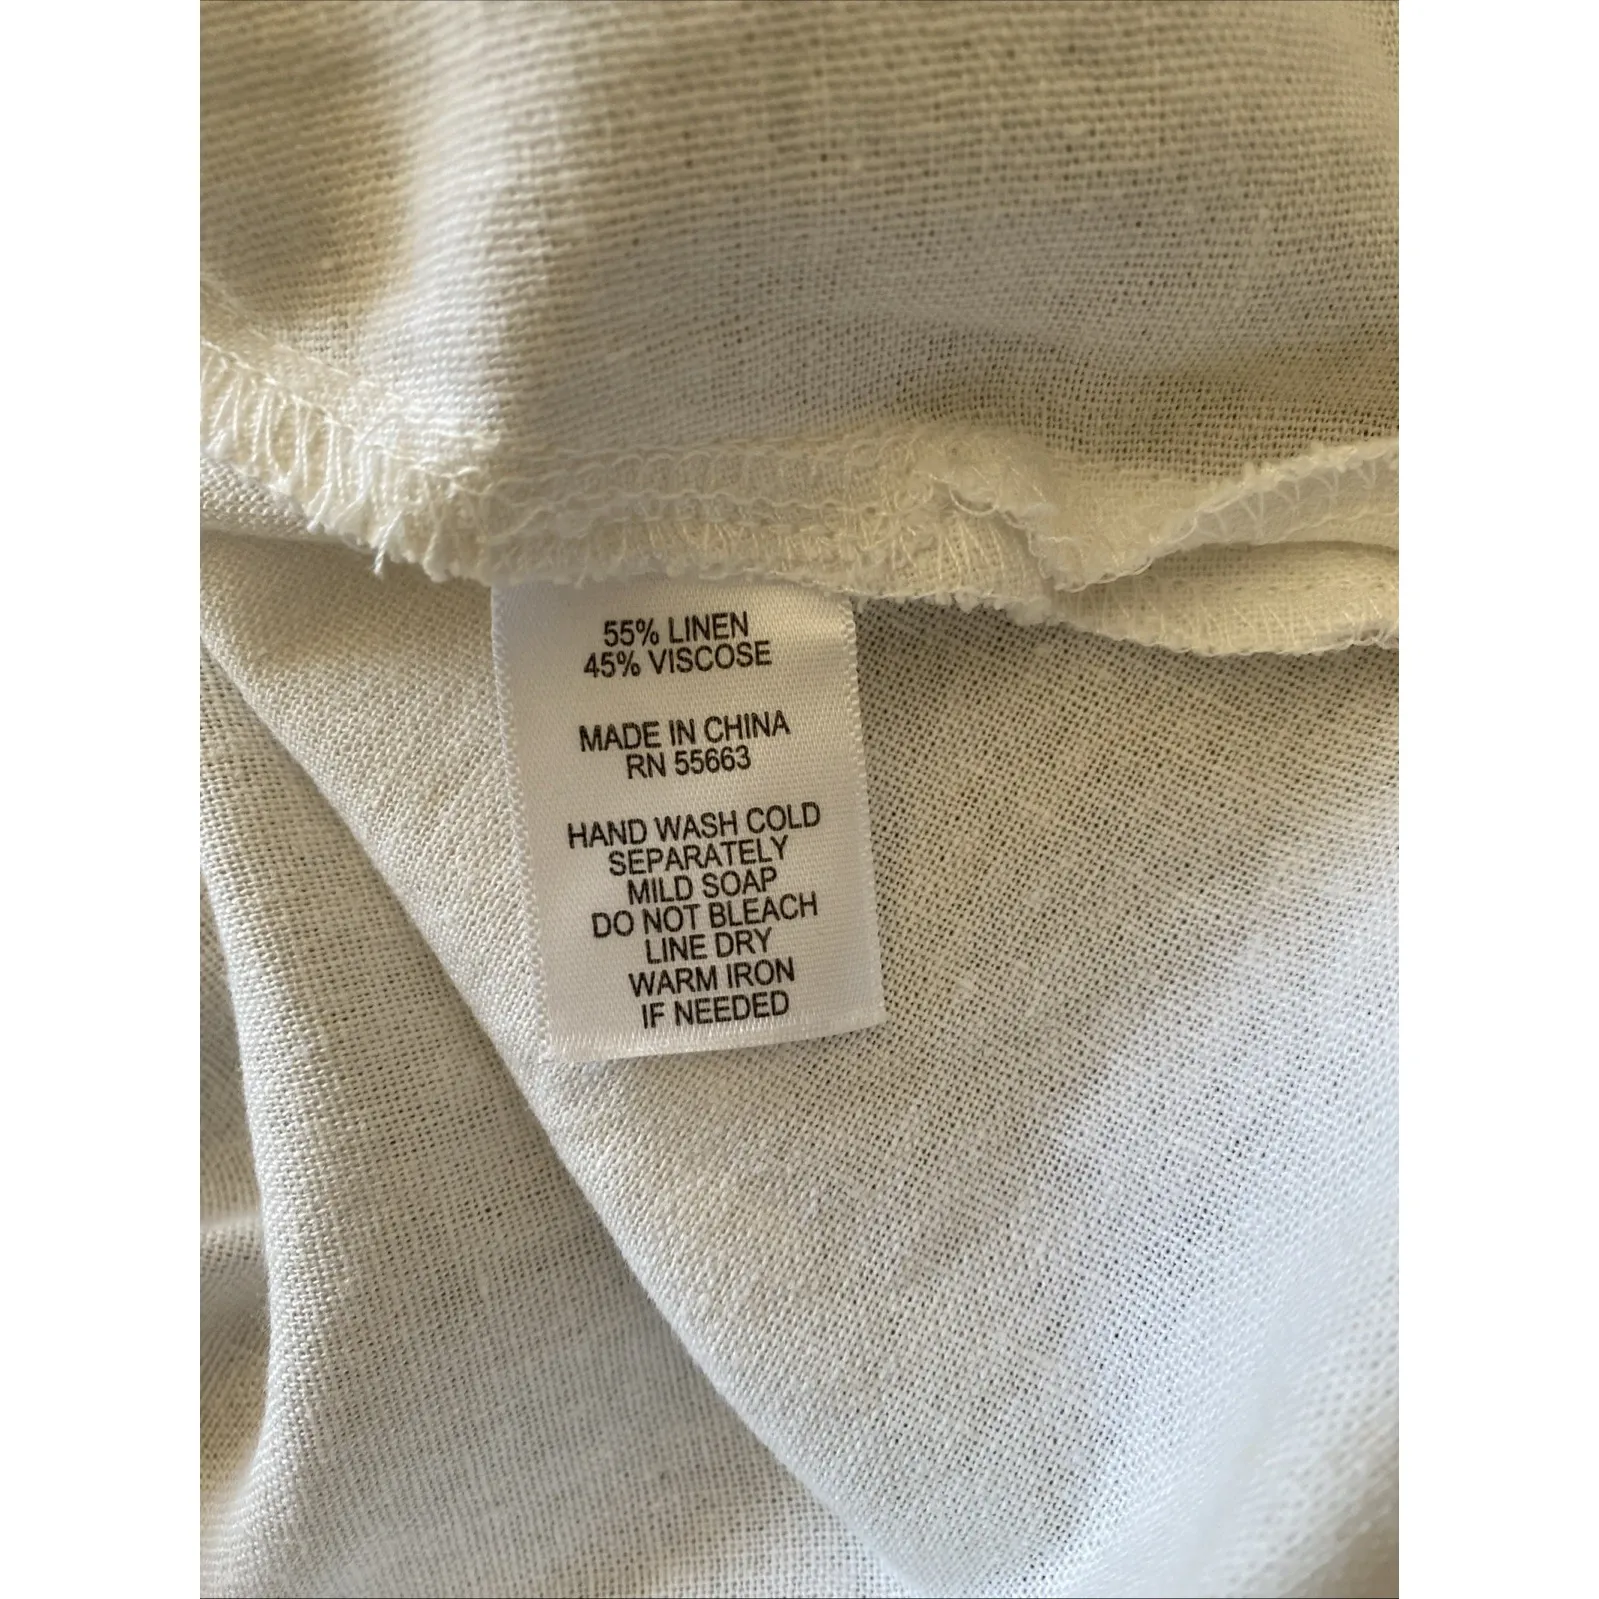 55% LINEN
45% VISCOSE
MADE IN CHINA
RN 55663
HAND WASH COLD
SEPARATELY
MILD SOAP
DO NOT BLEACH
LINE DRY
WARM IRON
IF NEEDED